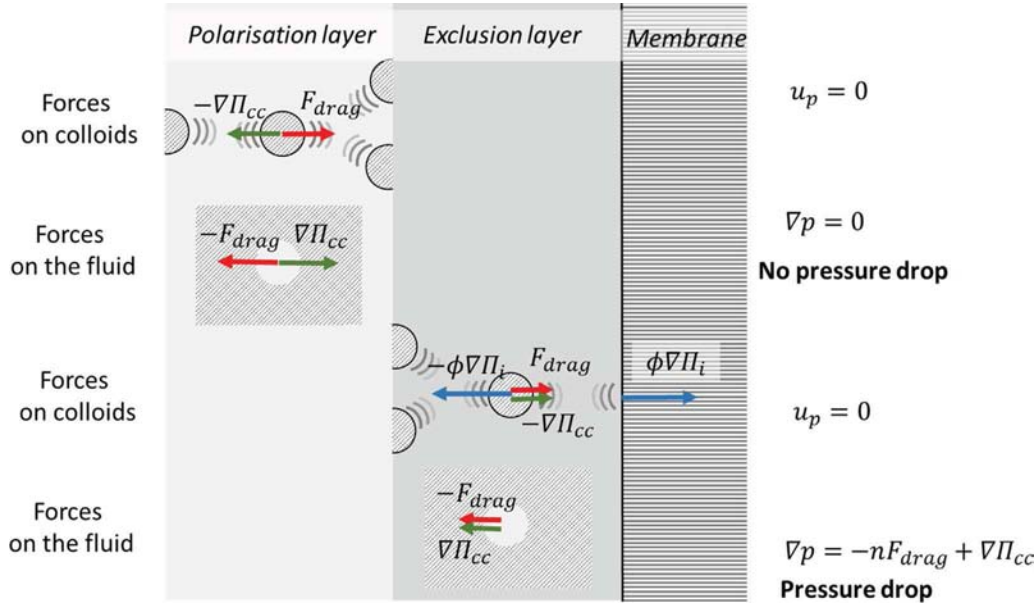 Polarisation layer
Exclusion layer
Membrane
Forces
on colloids
−∇Π_cc
F_drag
u_p = 0
Forces
on the fluid
−F_drag
∇Π_cc
∇p = 0
No pressure drop
Forces
on colloids
−ϕ∇Π_i
F_drag
−∇Π_cc
ϕ∇Π_i
u_p = 0
Forces
on the fluid
−F_drag
∇Π_cc
∇p = −nF_drag + ∇Π_cc
Pressure drop